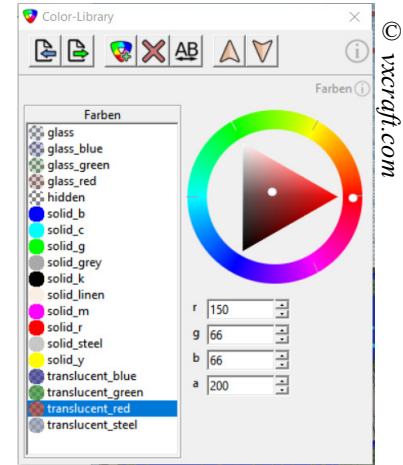 Color-Library
AB
Farben
Farben
glass
glass_blue
glass_green
glass_red
hidden
solid_b
solid_c
solid_g
solid_grey
solid_k
solid_linen
solid_m
solid_r
solid_steel
solid_y
translucent_blue
translucent_green
translucent_red
translucent_steel
r 150
g 66
b 66
a 200
© vxcraft.com